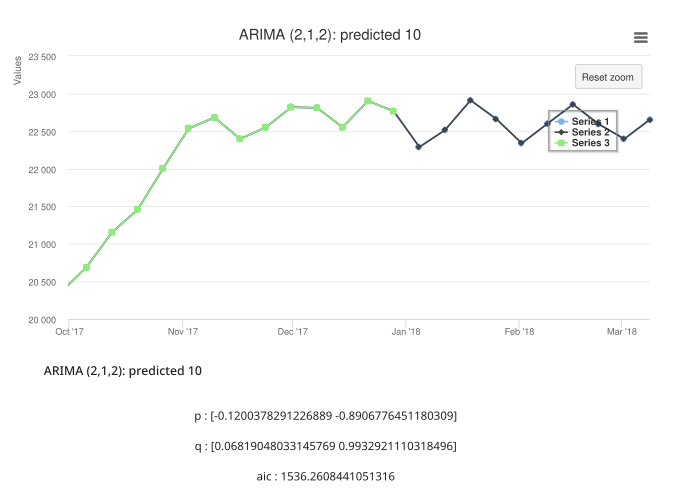 ARIMA (2,1,2): predicted 10
Values
23 500
Reset zoom
23 000
Series 1
22 500
Series 2
Series 3
22 000
21 500
21 000
20 500
20 000
Oct '17 Nov '17 Dec '17 Jan '18 Feb '18 Mar '18
ARIMA (2,1,2): predicted 10
p : [-0.1200378291226889 -0.8906776451180309]
q : [0.06819048033145769 0.9932921110318496]
aic : 1536.2608441051316